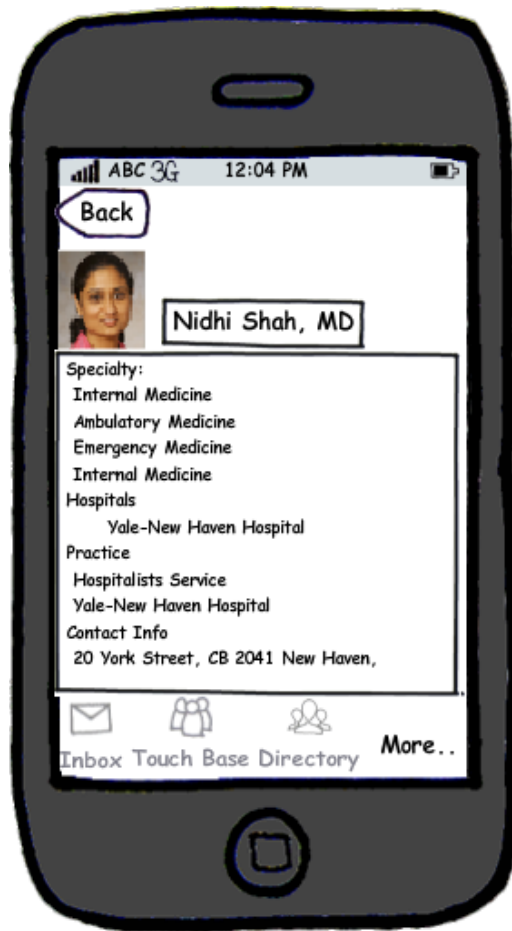 ABC 3G 12:04 PM
Back
Nidhi Shah, MD
Specialty:
Internal Medicine
Ambulatory Medicine
Emergency Medicine
Internal Medicine
Hospitals
Yale-New Haven Hospital
Practice
Hospitalists Service
Yale-New Haven Hospital
Contact Info
20 York Street, CB 2041 New Haven,
Inbox Touch Base Directory More..